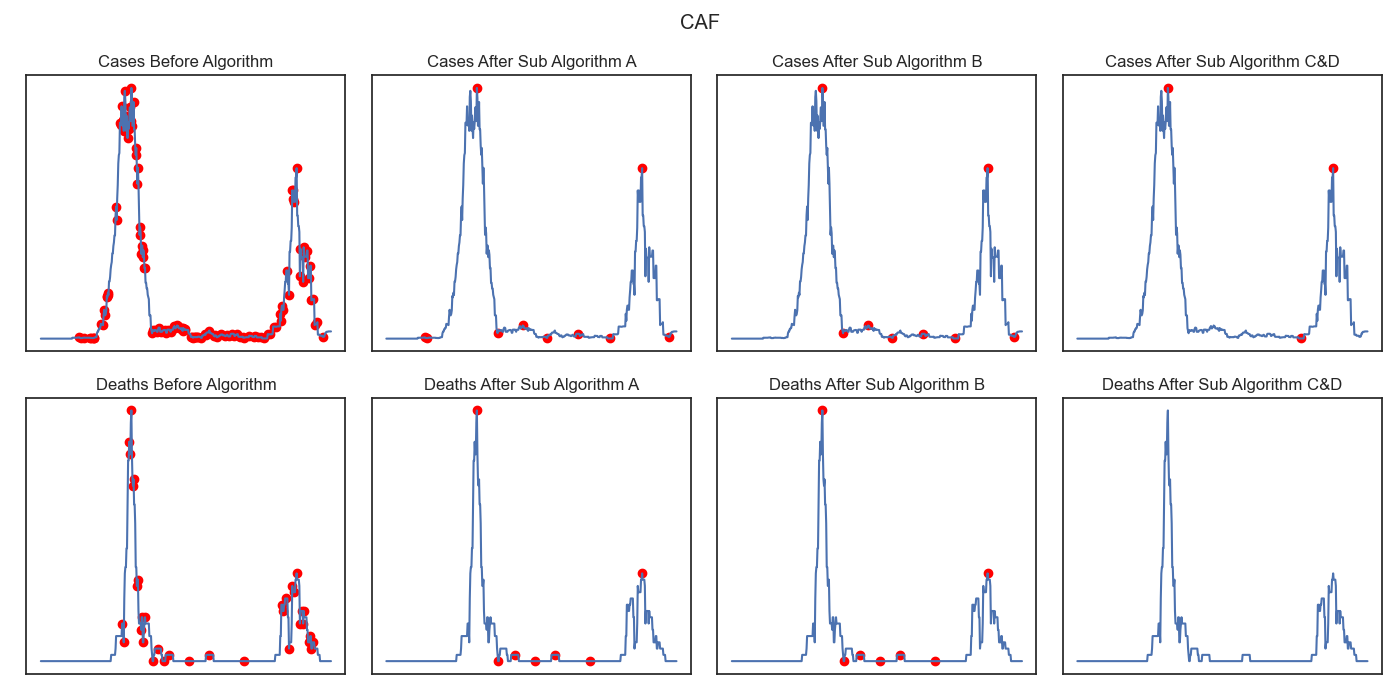 CAF
Cases Before Algorithm
Cases After Sub Algorithm A
Cases After Sub Algorithm B
Cases After Sub Algorithm C&D
Deaths Before Algorithm
Deaths After Sub Algorithm A
Deaths After Sub Algorithm B
Deaths After Sub Algorithm C&D